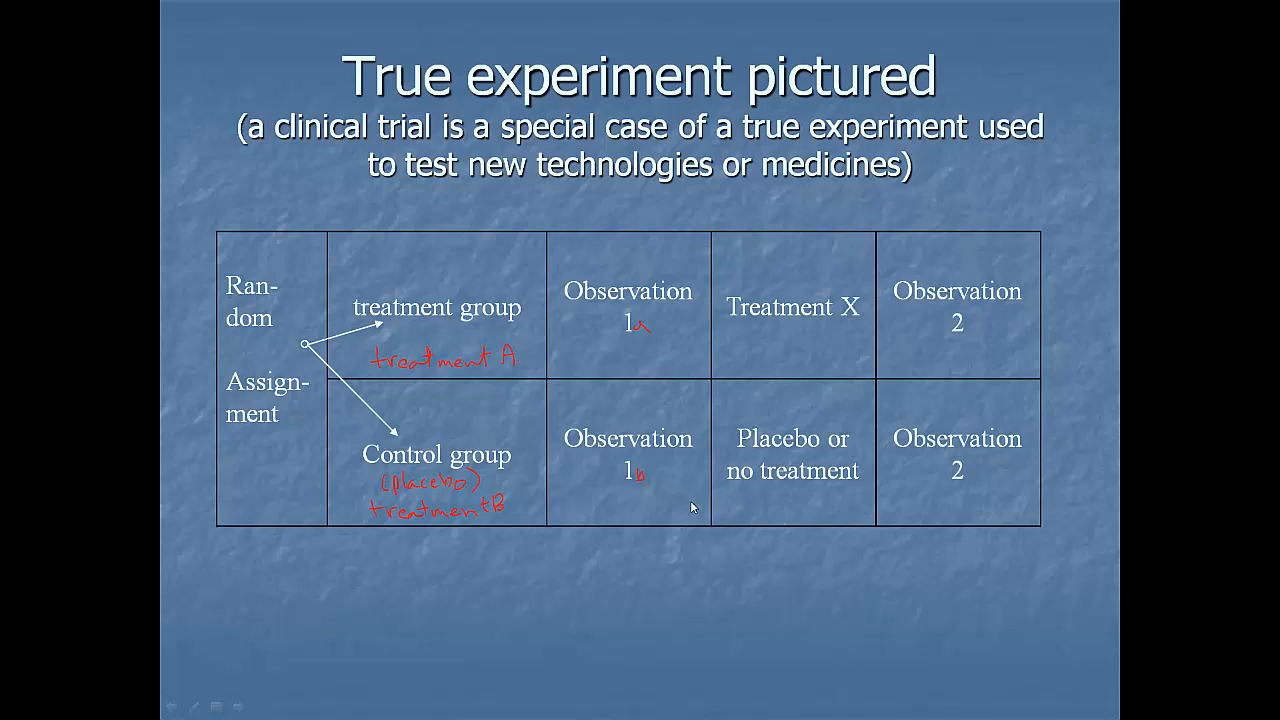 True experiment pictured
(a clinical trial is a special case of a true experiment used
to test new technologies or medicines)
Ran-
dom
Assign-
ment
treatment group
treatment A
Observation
1a
Treatment X
Observation
2
Control group
(placebo)
treatment B
Observation
1b
Placebo or
no treatment
Observation
2